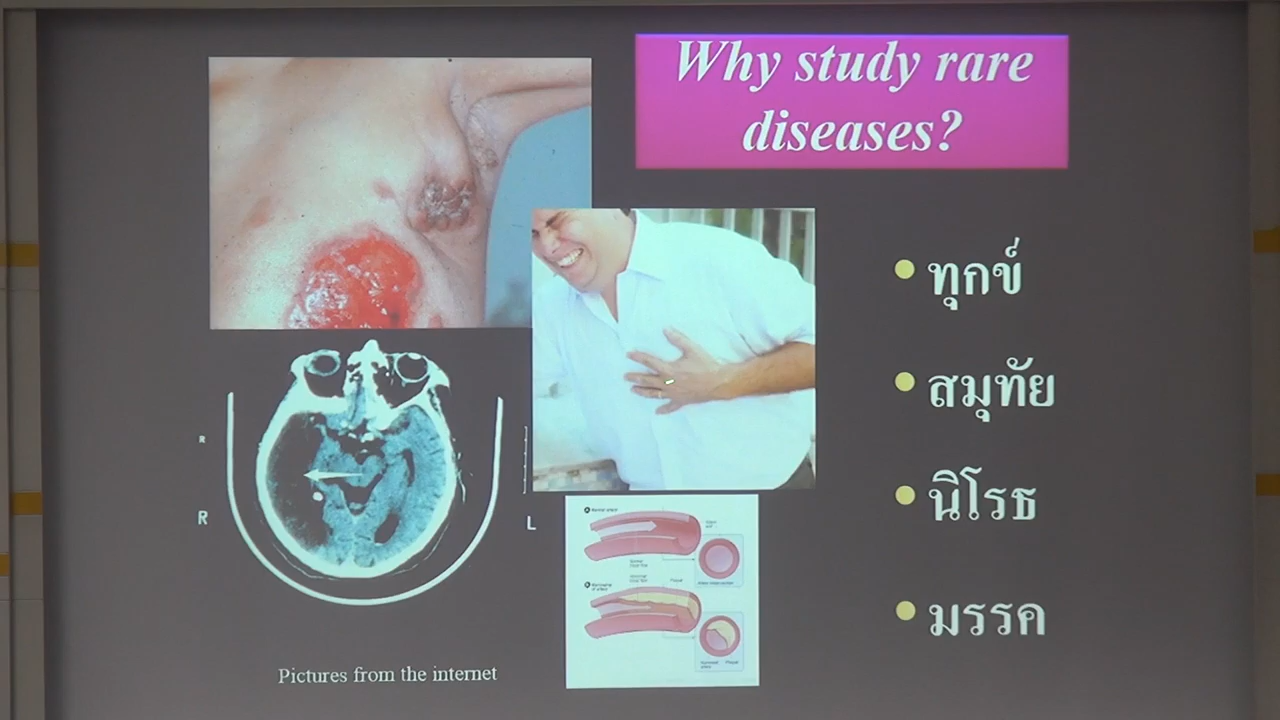 Why study rare
diseases?
ทุกข์
สมุทัย
นิโรธ
มรรค
R
R
L
Pictures from the internet